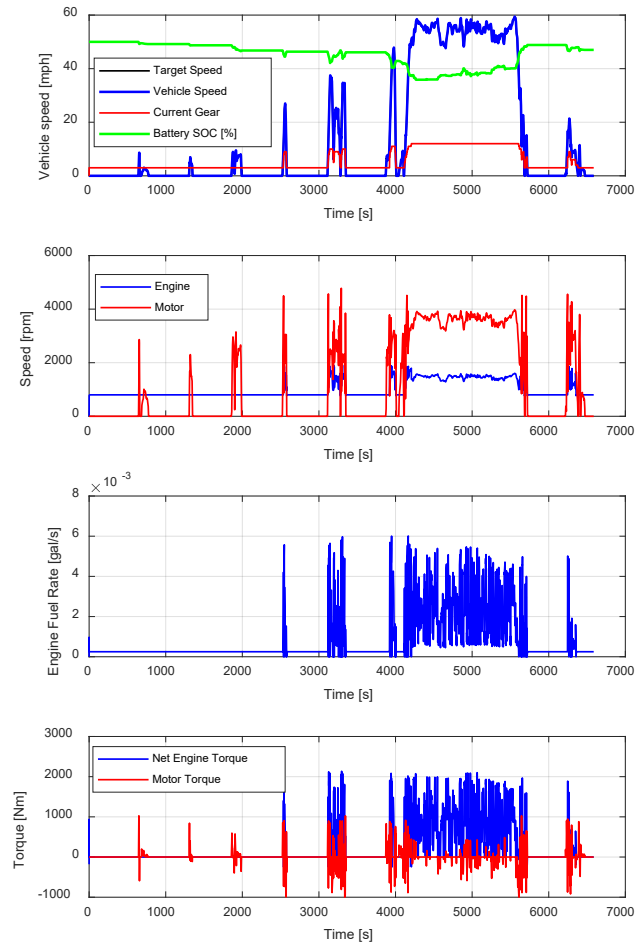 60
40
20
0
Vehicle speed [mph]
Target Speed
Vehicle Speed
Current Gear
Battery SOC [%]
0 1000 2000 3000 4000 5000 6000 7000
Time [s]
6000
4000
2000
0
Speed [rpm]
Engine
Motor
0 1000 2000 3000 4000 5000 6000 7000
Time [s]
× 10 -3
8
6
4
2
0
Engine Fuel Rate [gal/s]
0 1000 2000 3000 4000 5000 6000 7000
Time [s]
3000
2000
1000
0
-1000
Torque [Nm]
Net Engine Torque
Motor Torque
0 1000 2000 3000 4000 5000 6000 7000
Time [s]